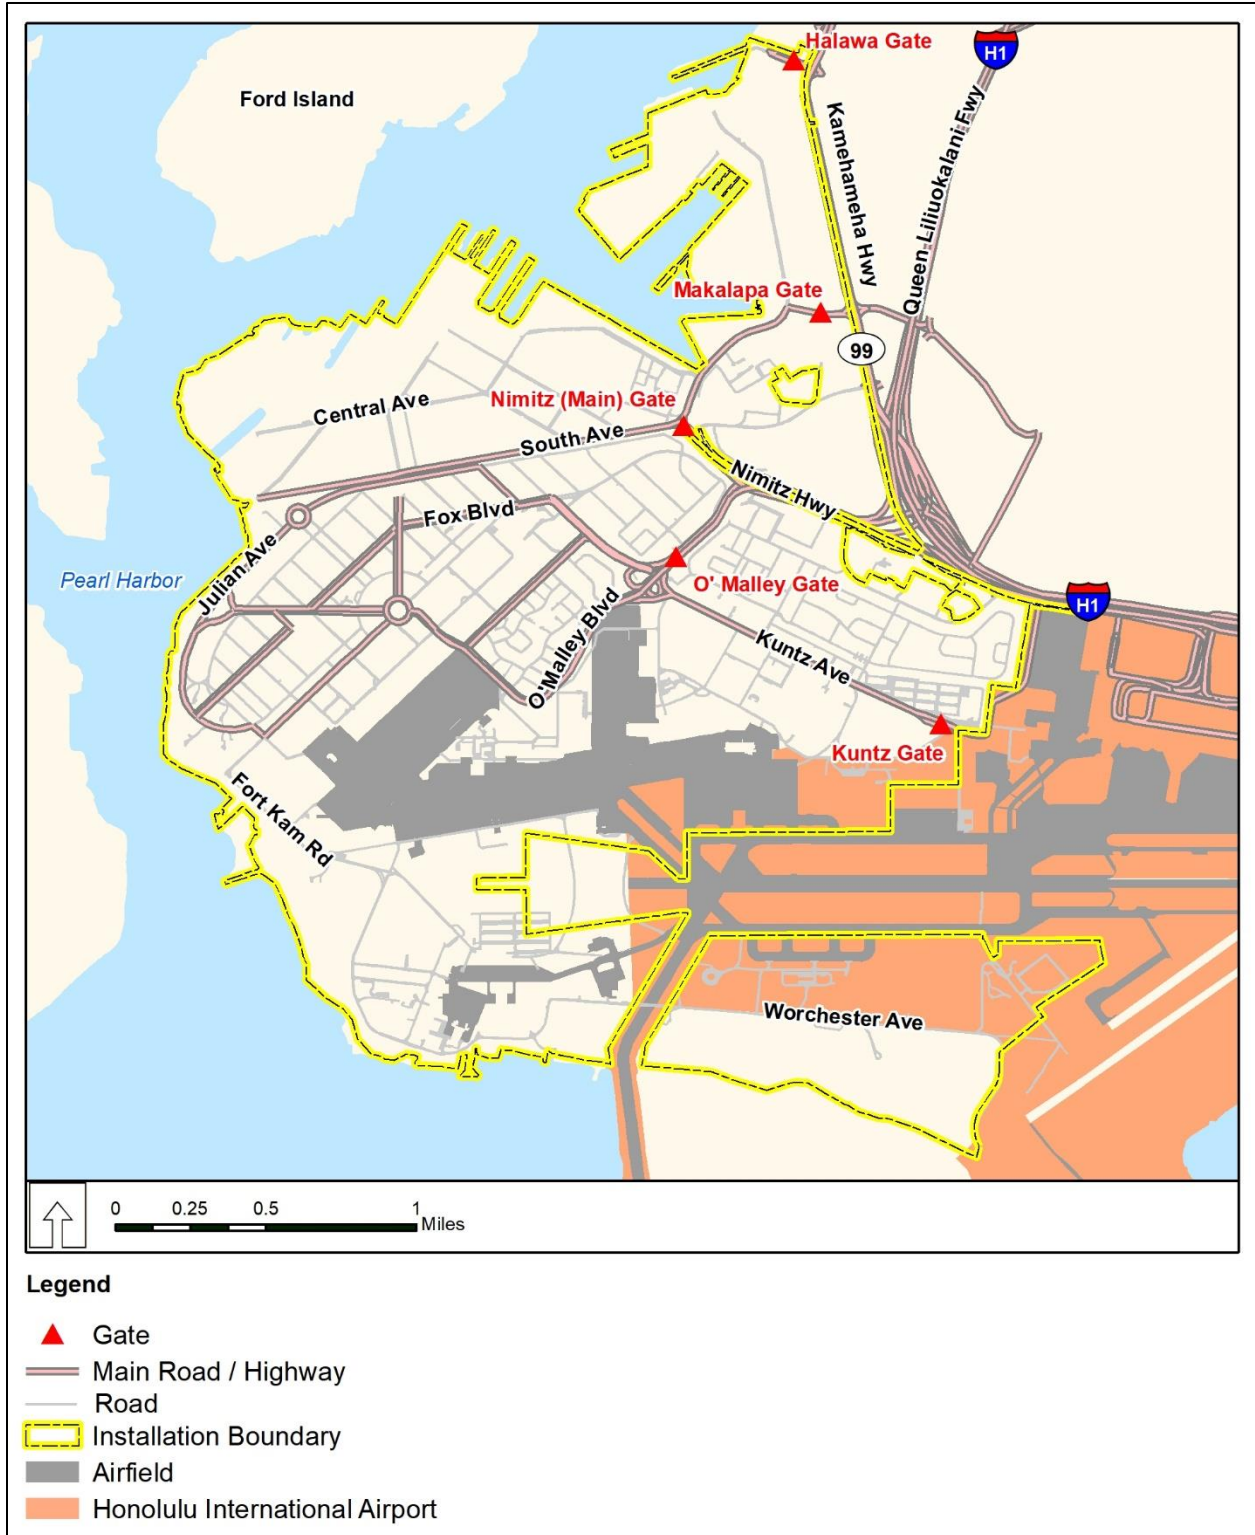 Halawa Gate
H1
Ford Island
Kamehameha Hwy
Queen Liliuokalani Fwy
Makalapa Gate
99
Nimitz (Main) Gate
Central Ave
South Ave
Nimitz Hwy
Fox Blvd
Julian Ave
Pearl Harbor
O' Malley Gate
H1
O'Malley Blvd
Kuntz Ave
Kuntz Gate
Fort Kam Rd
Worchester Ave
0 0.25 0.5 1
Miles
Legend
Gate
Main Road / Highway
Road
Installation Boundary
Airfield
Honolulu International Airport